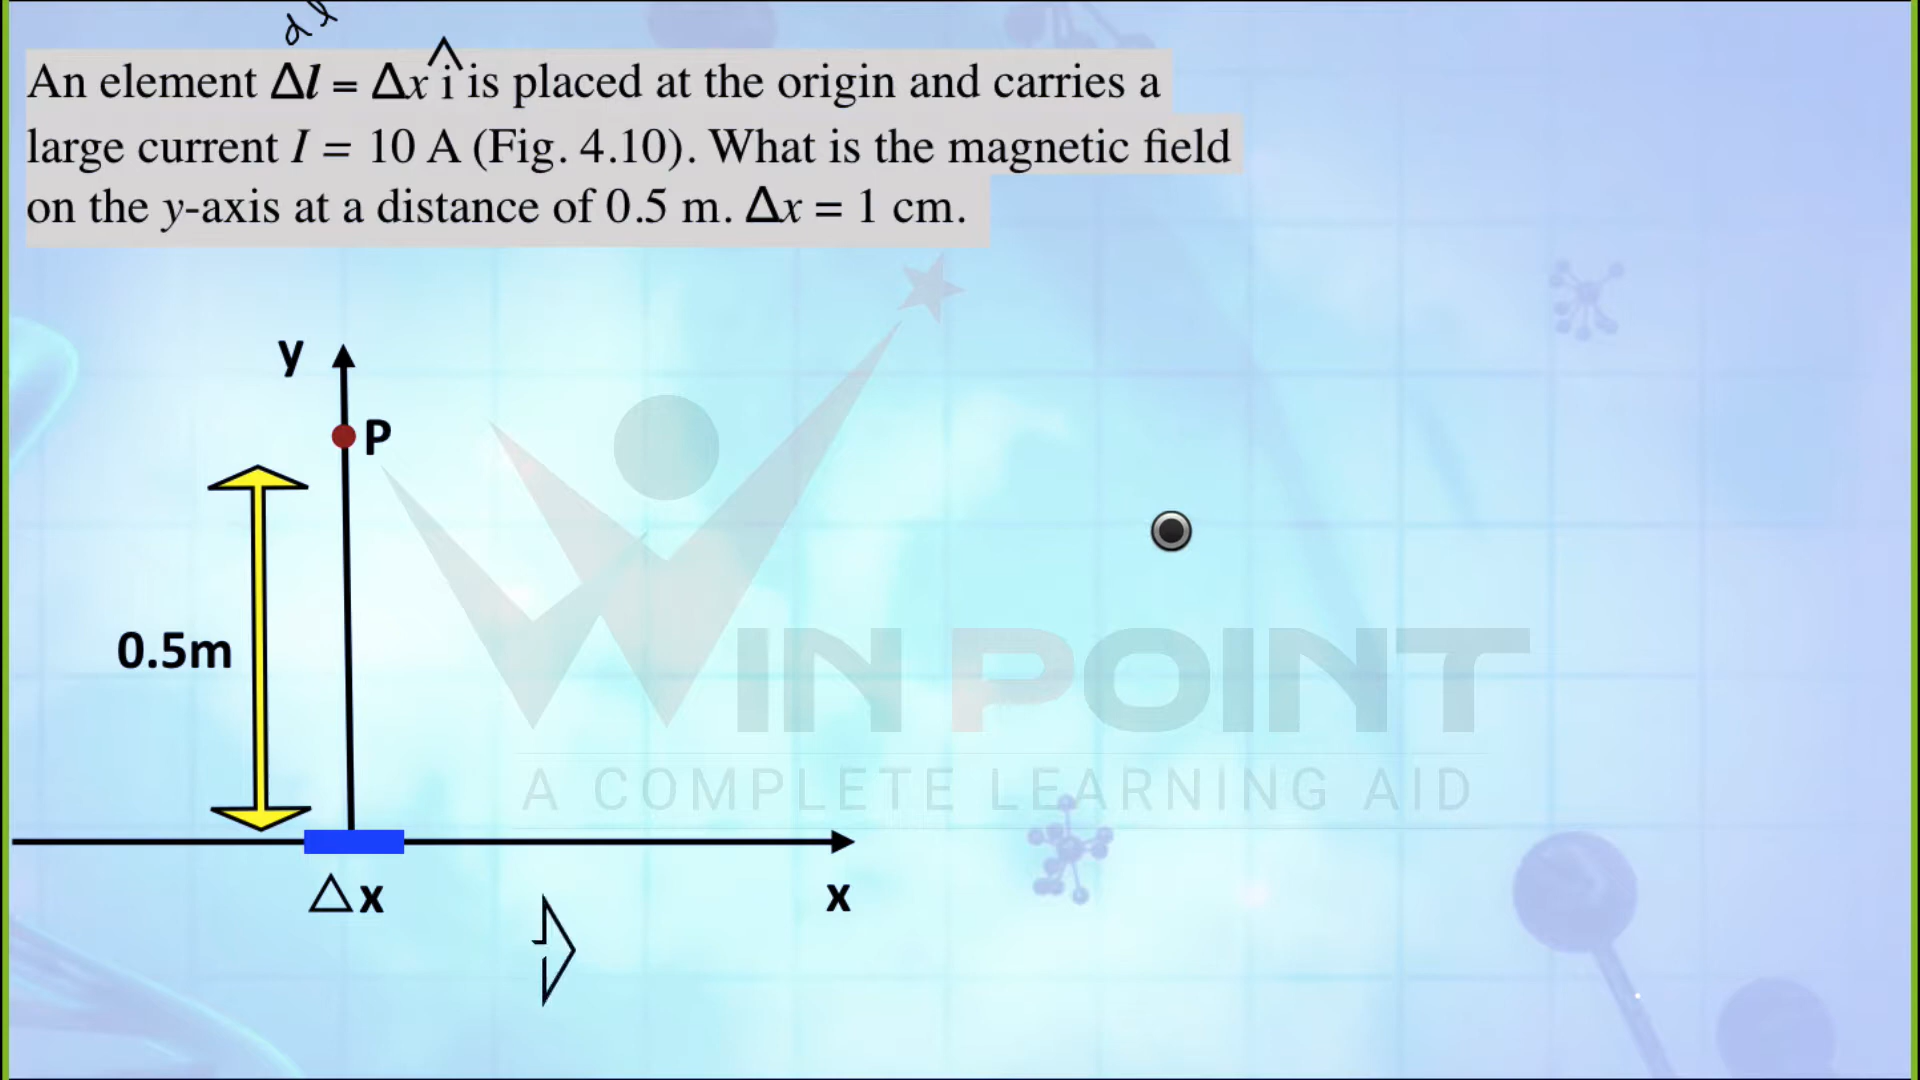 dl
An element Δl = Δx î is placed at the origin and carries a
large current I = 10 A (Fig. 4.10). What is the magnetic field
on the y-axis at a distance of 0.5 m. Δx = 1 cm.
y
P
0.5m
WIN POINT
A COMPLETE LEARNING AID
△x
x